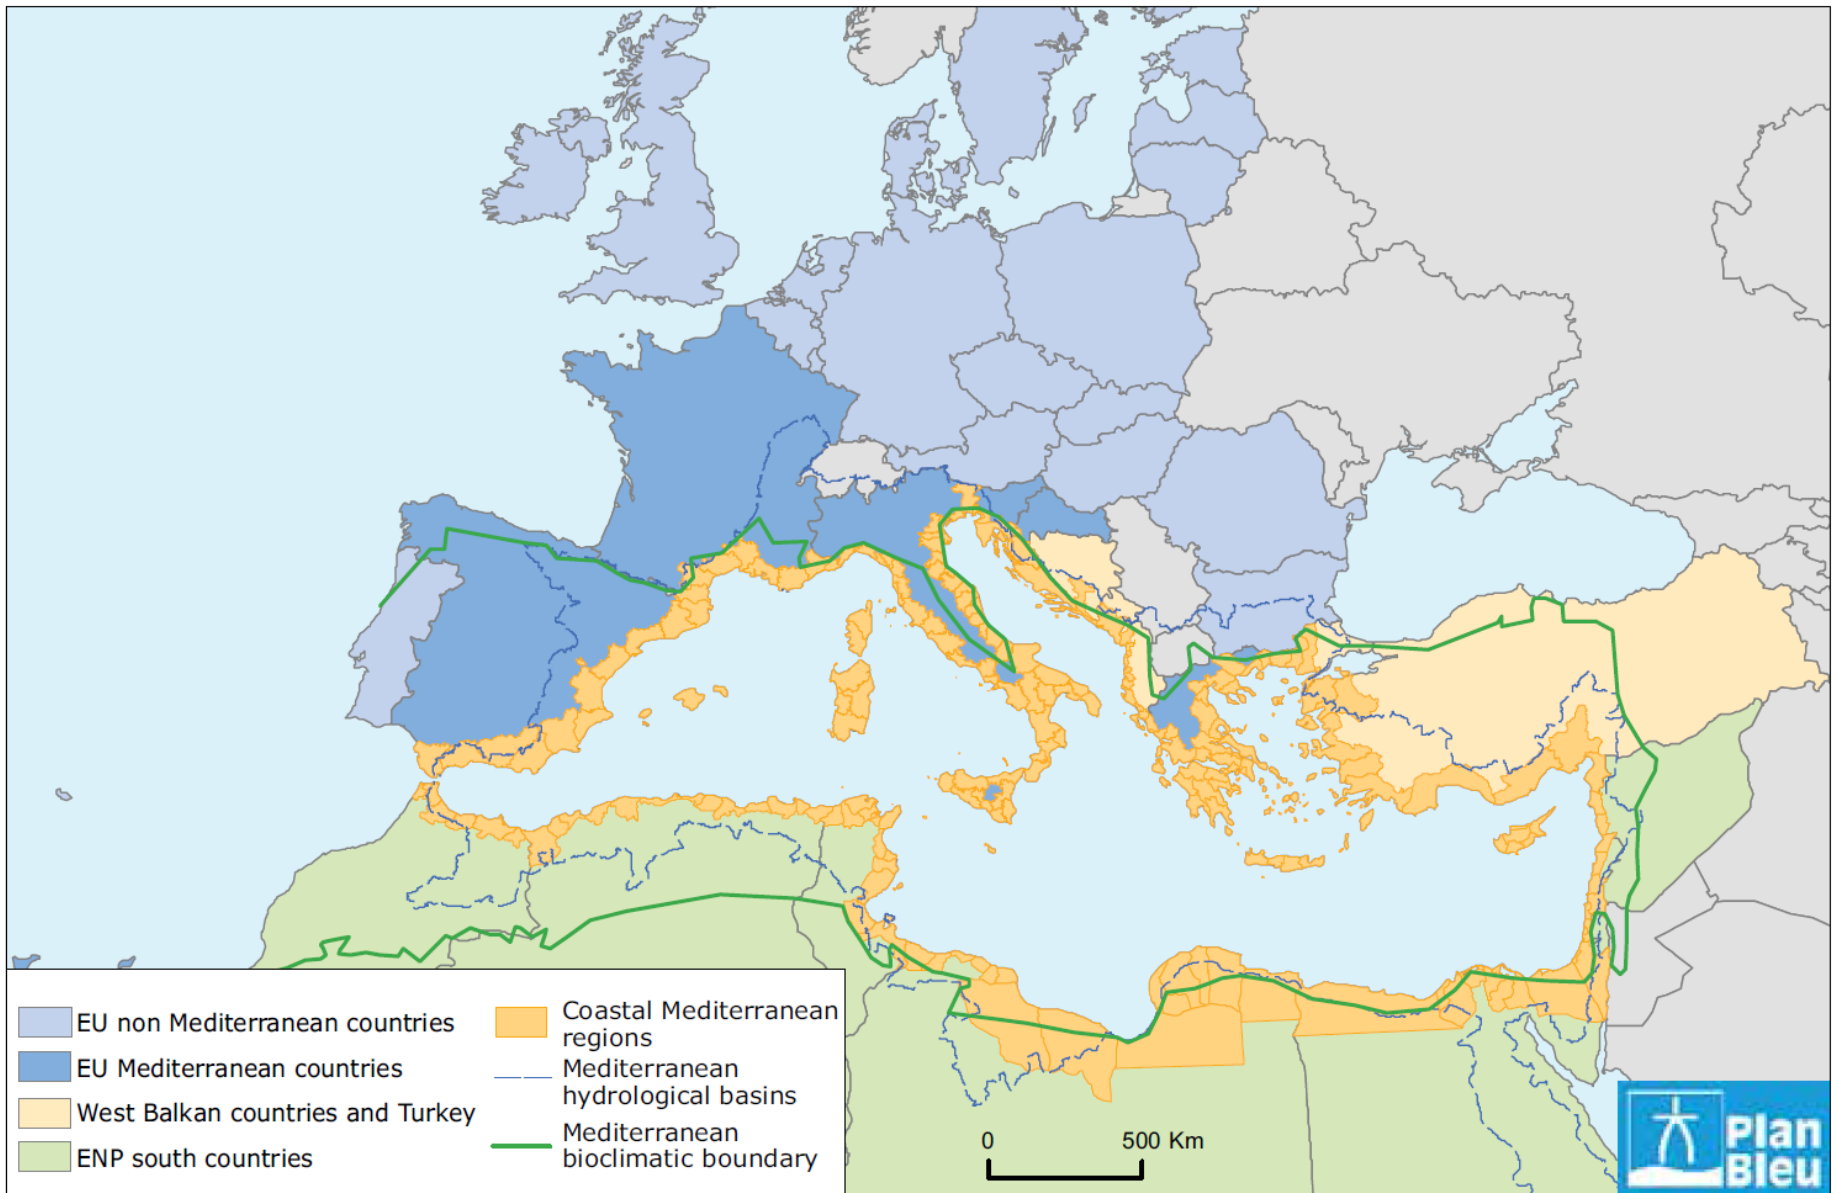 EU non Mediterranean countries
EU Mediterranean countries
West Balkan countries and Turkey
ENP south countries
Coastal Mediterranean
regions
Mediterranean
hydrological basins
Mediterranean
bioclimatic boundary
0 500 Km
Plan
Bleu